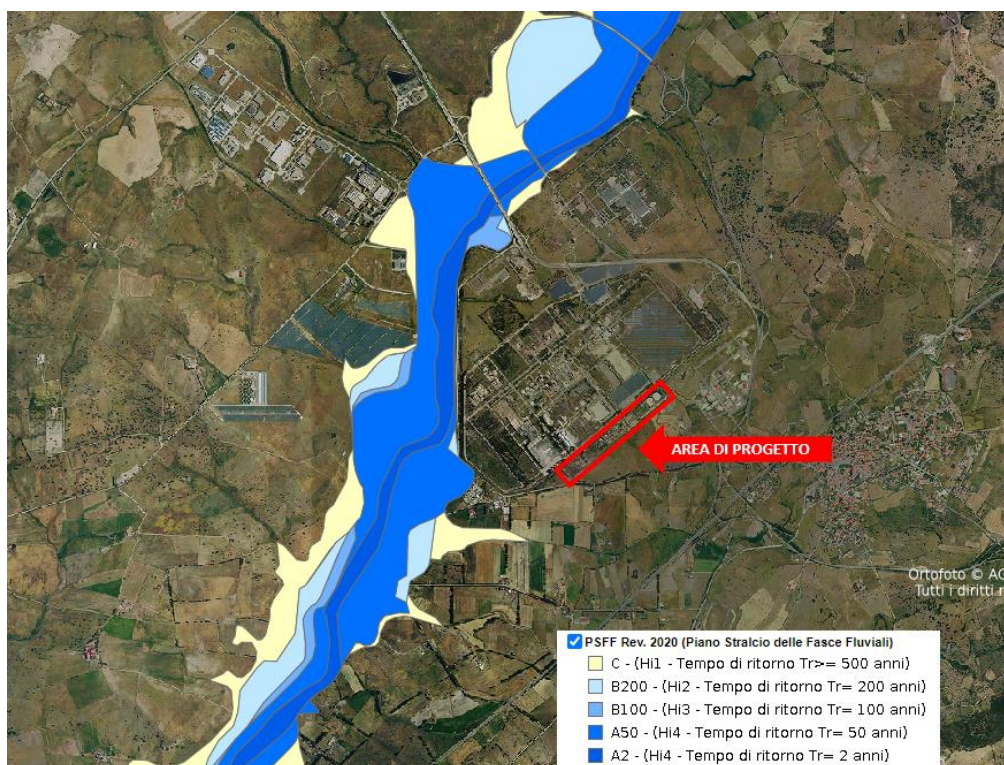 AREA DI PROGETTO
Ortofoto © AG
Tutti i diritti r
PSFF Rev. 2020 (Piano Stralcio delle Fasce Fluviali)
C - (Hi1 - Tempo di ritorno Tr>= 500 anni)
B200 - (Hi2 - Tempo di ritorno Tr= 200 anni)
B100 - (Hi3 - Tempo di ritorno Tr= 100 anni)
A50 - (Hi4 - Tempo di ritorno Tr= 50 anni)
A2 - (Hi4 - Tempo di ritorno Tr= 2 anni)